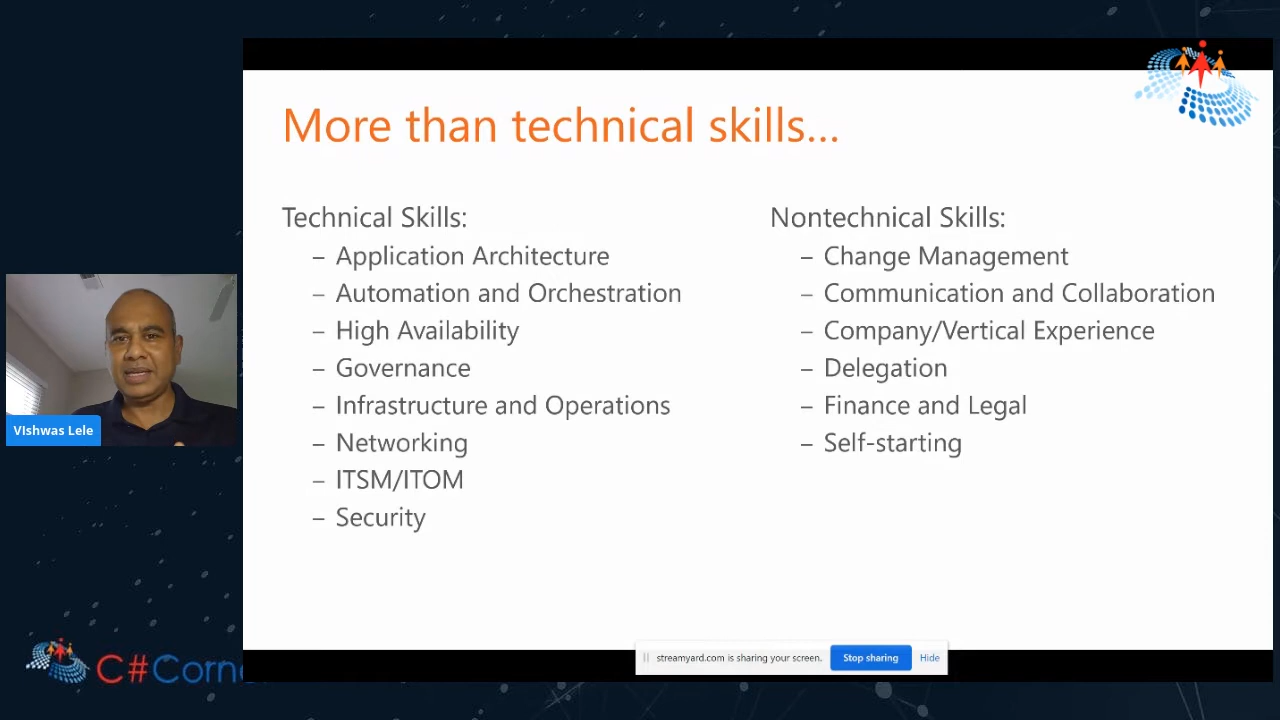 More than technical skills...
Technical Skills:
– Application Architecture
– Automation and Orchestration
– High Availability
– Governance
– Infrastructure and Operations
– Networking
– ITSM/ITOM
– Security
Nontechnical Skills:
– Change Management
– Communication and Collaboration
– Company/Vertical Experience
– Delegation
– Finance and Legal
– Self-starting
VIshwas Lele
C#Corne
streamyard.com is sharing your screen. Stop sharing Hide